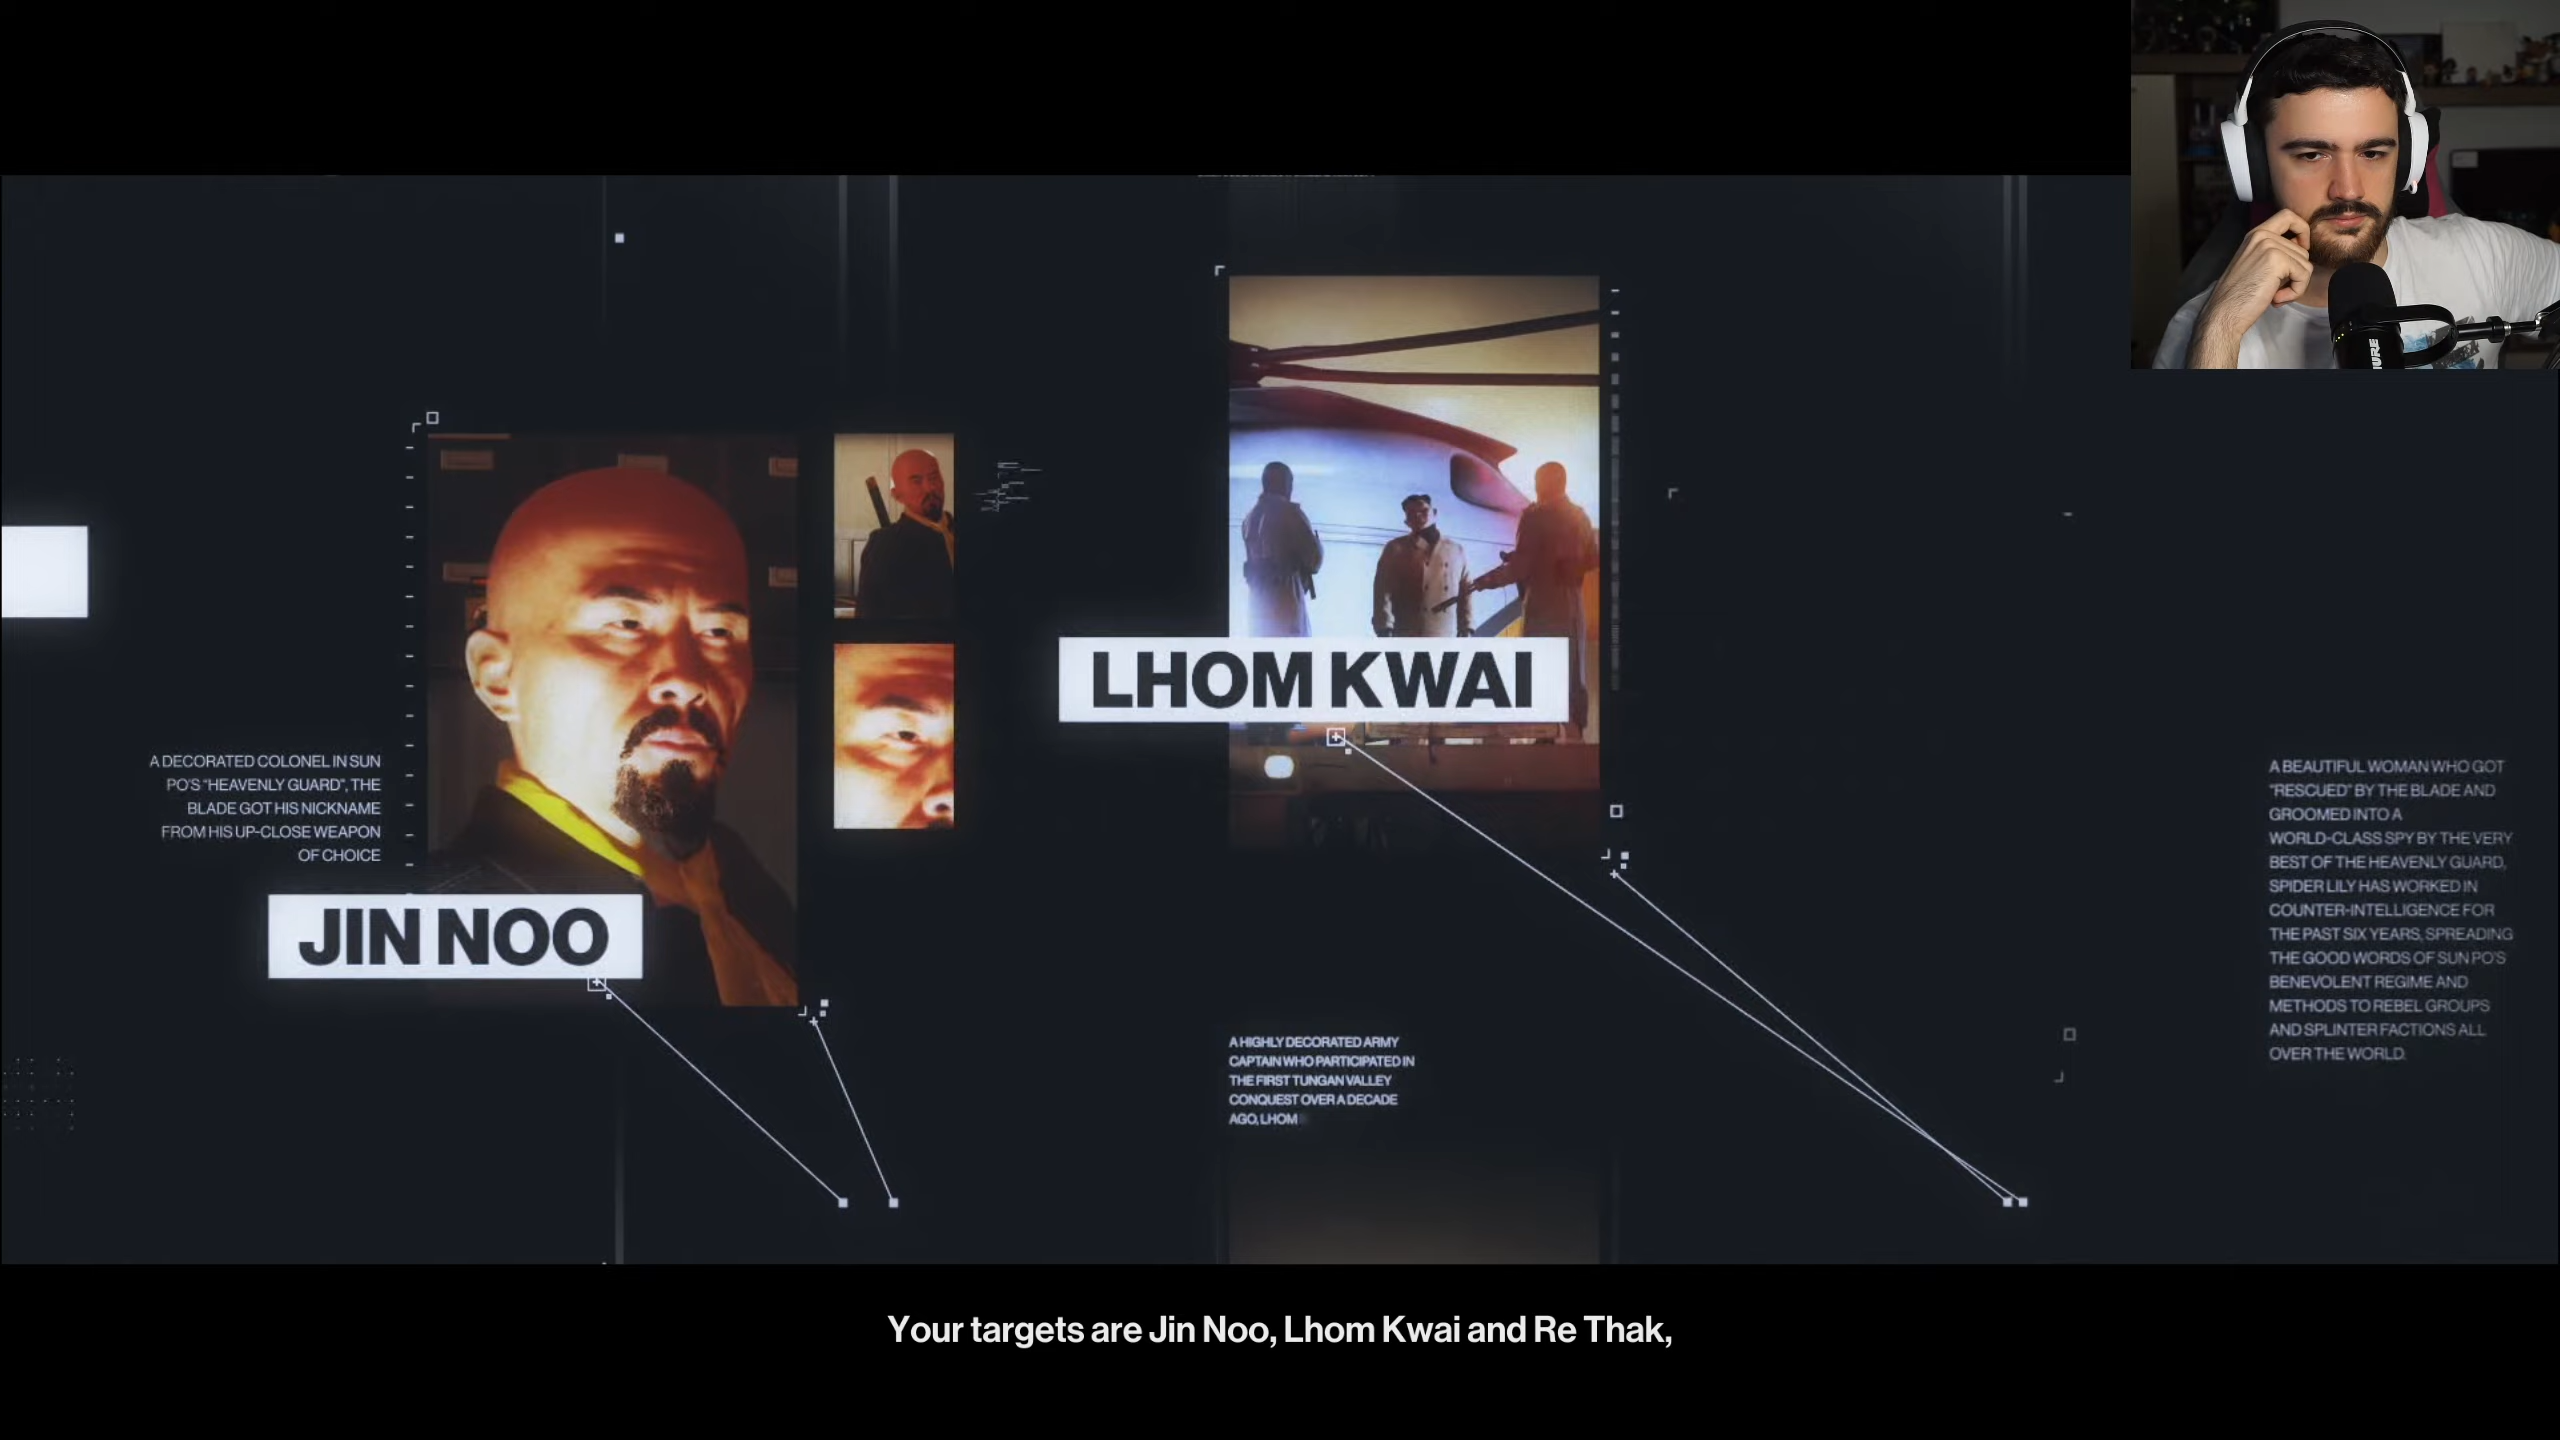 A DECORATED COLONEL IN SUN
PO'S "HEAVENLY GUARD", THE
BLADE GOT HIS NICKNAME
FROM HIS UP-CLOSE WEAPON
OF CHOICE
JIN NOO
LHOM KWAI
A HIGHLY DECORATED ARMY
CAPTAIN WHO PARTICIPATED IN
THE FIRST TUNGAN VALLEY
CONQUEST OVER A DECADE
AGO, LHOM
A BEAUTIFUL WOMAN WHO GOT
"RESCUED" BY THE BLADE AND
GROOMED INTO A
WORLD-CLASS SPY BY THE VERY
BEST OF THE HEAVENLY GUARD,
SPIDER LILY HAS WORKED IN
COUNTER-INTELLIGENCE FOR
THE PAST SIX YEARS, SPREADING
THE GOOD WORDS OF SUN PO'S
BENEVOLENT REGIME AND
METHODS TO REBEL GROUPS
AND SPLINTER FACTIONS ALL
OVER THE WORLD.
Your targets are Jin Noo, Lhom Kwai and Re Thak,